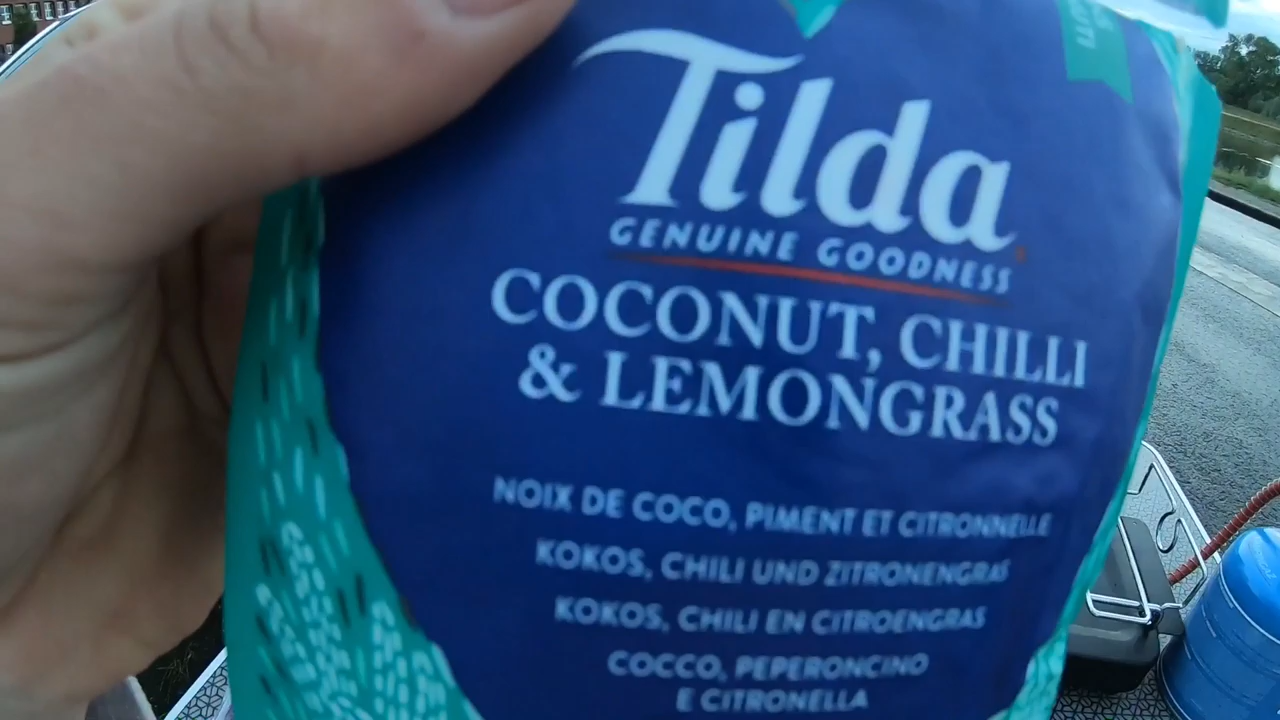 Tilda
GENUINE GOODNESS
COCONUT, CHILLI
& LEMONGRASS
NOIX DE COCO, PIMENT ET CITRONNELLE
KOKOS, CHILI UND ZITRONENGRAS
KOKOS, CHILI EN CITROENGRAS
COCCO, PEPERONCINO
E CITRONELLA